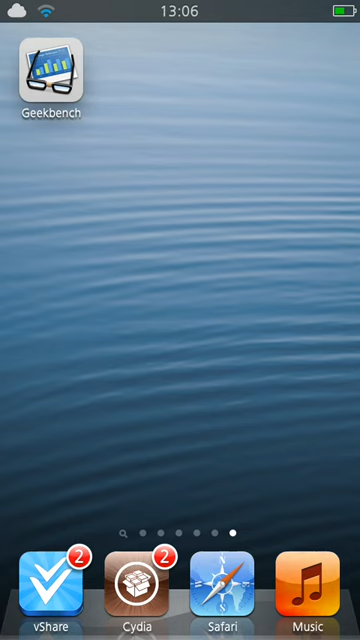 13:06
Geekbench
2
2
vShare
Cydia
Safari
Music